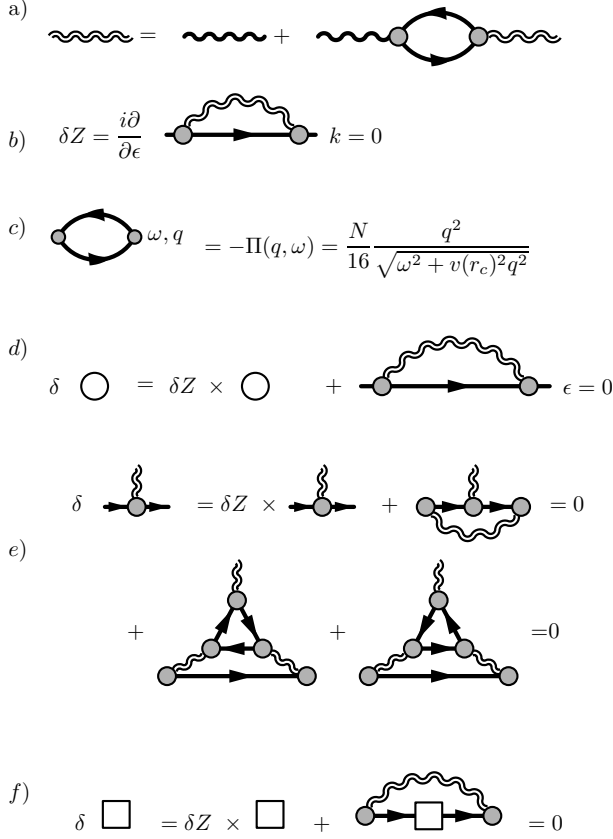 a)
= +
b) δZ = i∂/∂ϵ k = 0
c) ω, q = −Π(q, ω) = N/16 q²/√(ω² + v(r_c)²q²)
d)
δ = δZ × + ϵ = 0
δ = δZ × + = 0
e)
+ + =0
f)
δ = δZ × + = 0